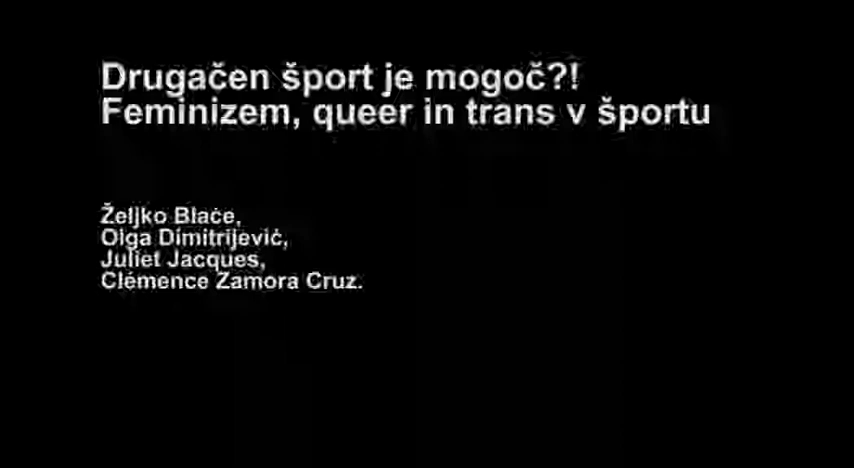 Drugačen šport je mogoč?!
Feminizem, queer in trans v športu
Željko Blaće,
Olga Dimitrijević,
Juliet Jacques,
Clémence Zamora Cruz.